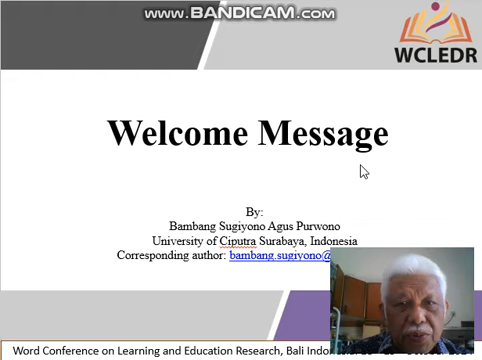 www.BANDICAM.com
WCLEDR
Welcome Message
By:
Bambang Sugiyono Agus Purwono
University of Ciputra Surabaya, Indonesia
Corresponding author: bambang.sugiyono@
Word Conference on Learning and Education Research, Bali